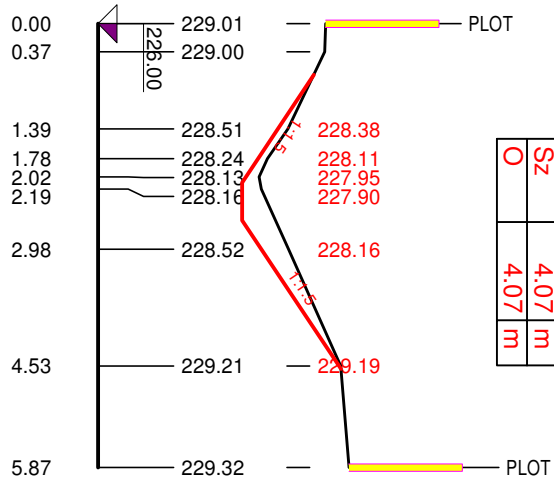 0.00 229.01 PLOT
0.37 229.00
226.00
1.39 228.51 228.38
1:1.5
1.78 228.24 228.11
2.02 228.13 227.95
2.19 228.16 227.90
2.98 228.52 228.16
1:1.5
4.53 229.21 229.19
5.87 229.32 PLOT
Sz 4.07 m
O 4.07 m